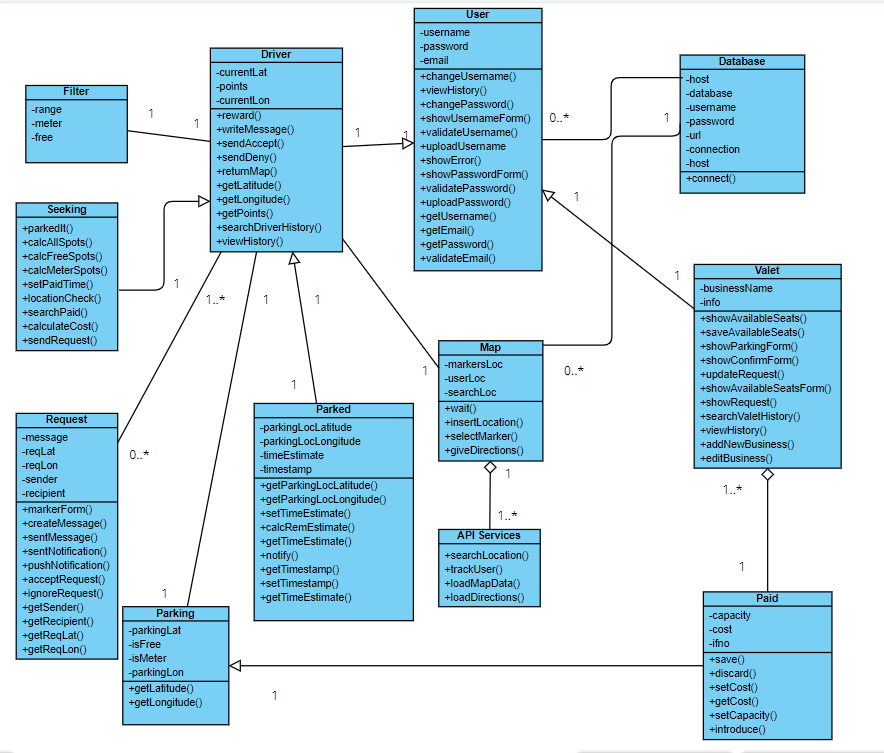 User
-username
-password
-email
+changeUsername()
+viewHistory()
+changePassword()
+showUsernameForm()
+validateUsername()
+uploadUsername
+showError()
+showPasswordForm()
+validatePassword()
+uploadPassword()
+getUsername()
+getEmail()
+getPassword()
+validateEmail()
Driver
-currentLat
-points
-currentLon
+reward()
+writeMessage()
+sendAccept()
+sendDeny()
+returnMap()
+getLatitude()
+getLongitude()
+getPoints()
+searchDriverHistory()
+viewHistory()
Database
-host
-database
-username
-password
-url
-connection
-host
+connect()
Filter
-range
-meter
-free
1
1
1
1
0..*
1
Seeking
+parkedIt()
+calcAllSpots()
+calcFreeSpots()
+calcMeterSpots()
+setPaidTime()
+locationCheck()
+searchPaid()
+calculateCost()
+sendRequest()
1
1..*
1
1
1
1
Valet
-businessName
-info
+showAvailableSeats()
+saveAvailableSeats()
+showParkingForm()
+showConfirmForm()
+updateRequest()
+showAvailableSeatsForm()
+showRequest()
+searchValetHistory()
+viewHistory()
+addNewBusiness()
+editBusiness()
Map
-markersLoc
-userLoc
-searchLoc
+wait()
+insertLocation()
+selectMarker()
+giveDirections()
1
0..*
1
Parked
-parkingLocLatitude
-parkingLocLongitude
-timeEstimate
-timestamp
+getParkingLocLatitude()
+getParkingLocLongitude()
+setTimeEstimate()
+calcRemEstimate()
+getTimeEstimate()
+notify()
+getTimestamp()
+setTimestamp()
+getTimeEstimate()
Request
-message
-reqLat
-reqLon
-sender
-recipient
+markerForm()
+createMessage()
+sentMessage()
+sentNotification()
+pushNotification()
+acceptRequest()
+ignoreRequest()
+getSender()
+getRecipient()
+getReqLat()
+getReqLon()
0..*
1
1..*
1..*
API Services
+searchLocation()
+trackUser()
+loadMapData()
+loadDirections()
1
1
Parking
-parkingLat
-isFree
-isMeter
-parkingLon
+getLatitude()
+getLongitude()
1
Paid
-capacity
-cost
-ifno
+save()
+discard()
+setCost()
+getCost()
+setCapacity()
+introduce()